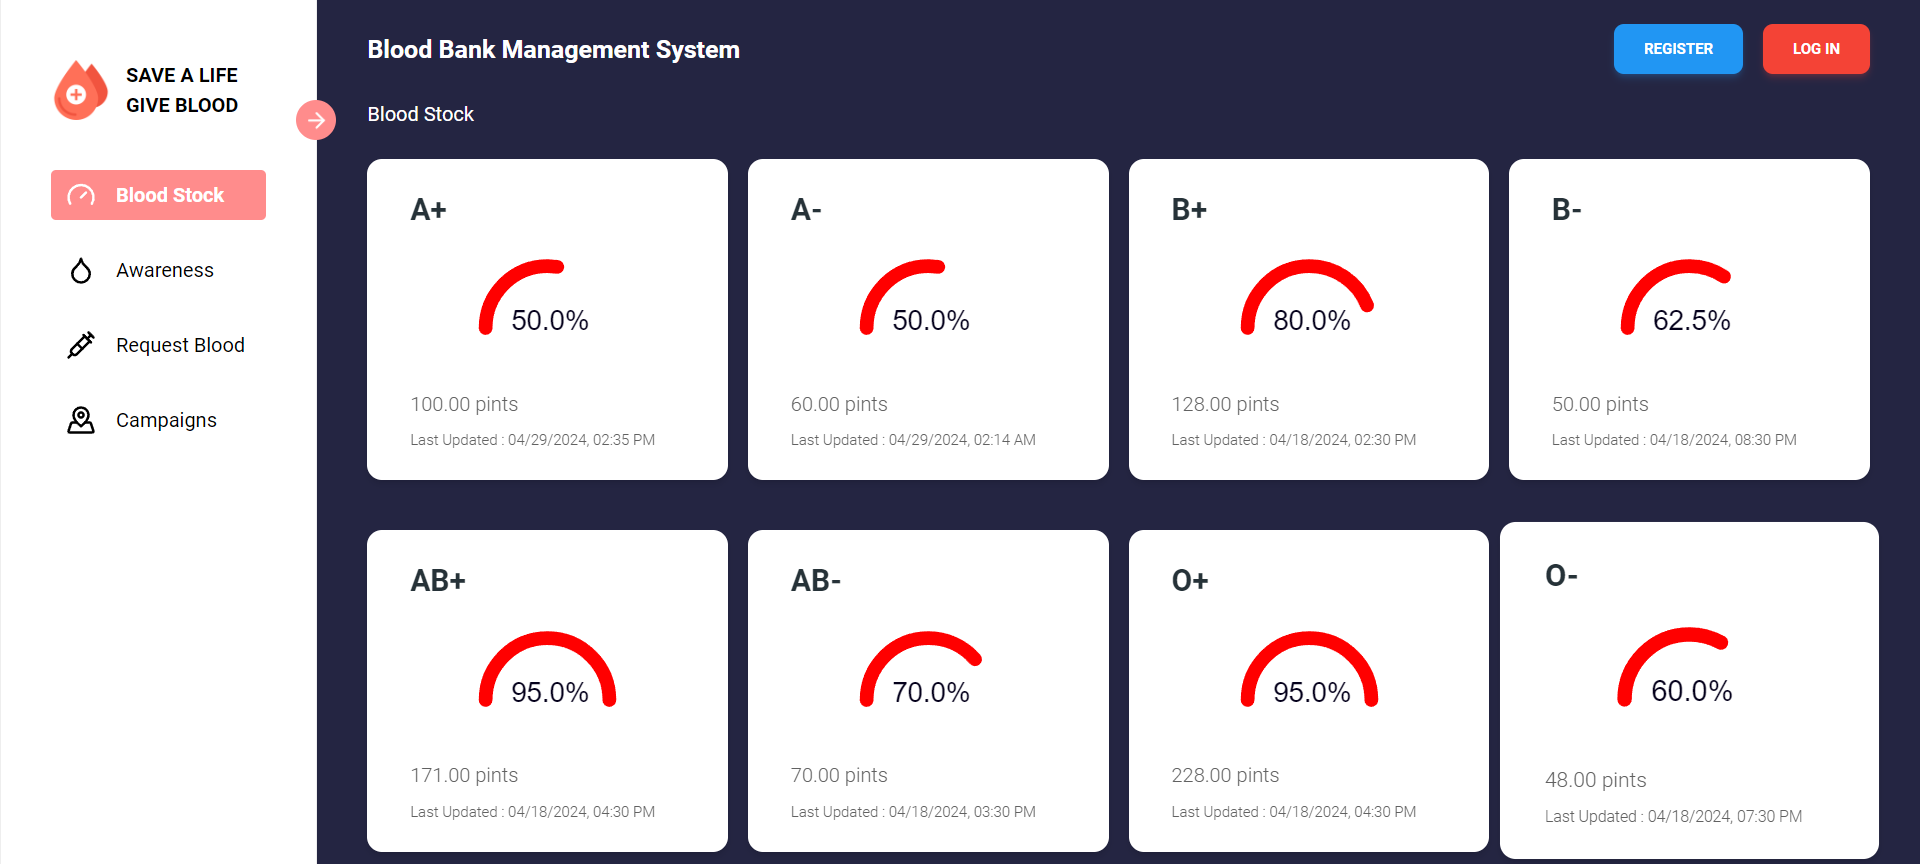 SAVE A LIFE
GIVE BLOOD
Blood Stock
Awareness
Request Blood
Campaigns
Blood Bank Management System
REGISTER
LOG IN
Blood Stock
A+
50.0%
100.00 pints
Last Updated : 04/29/2024, 02:35 PM
A-
50.0%
60.00 pints
Last Updated : 04/29/2024, 02:14 AM
B+
80.0%
128.00 pints
Last Updated : 04/18/2024, 02:30 PM
B-
62.5%
50.00 pints
Last Updated : 04/18/2024, 08:30 PM
AB+
95.0%
171.00 pints
Last Updated : 04/18/2024, 04:30 PM
AB-
70.0%
70.00 pints
Last Updated : 04/18/2024, 03:30 PM
O+
95.0%
228.00 pints
Last Updated : 04/18/2024, 04:30 PM
O-
60.0%
48.00 pints
Last Updated : 04/18/2024, 07:30 PM